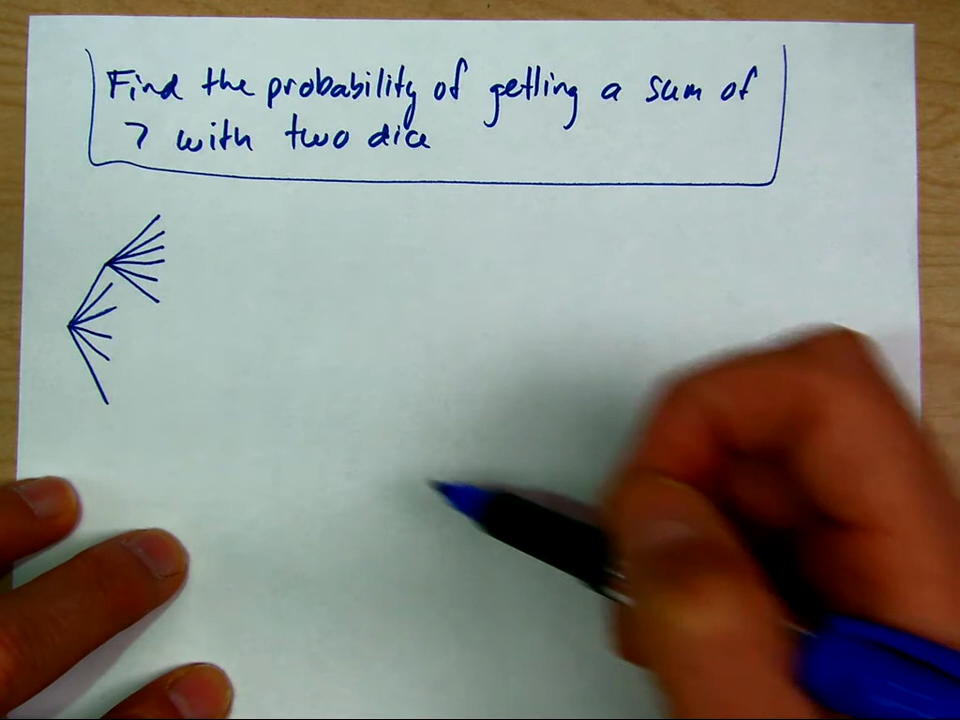 Find the probability of getting a sum of
7 with two dice